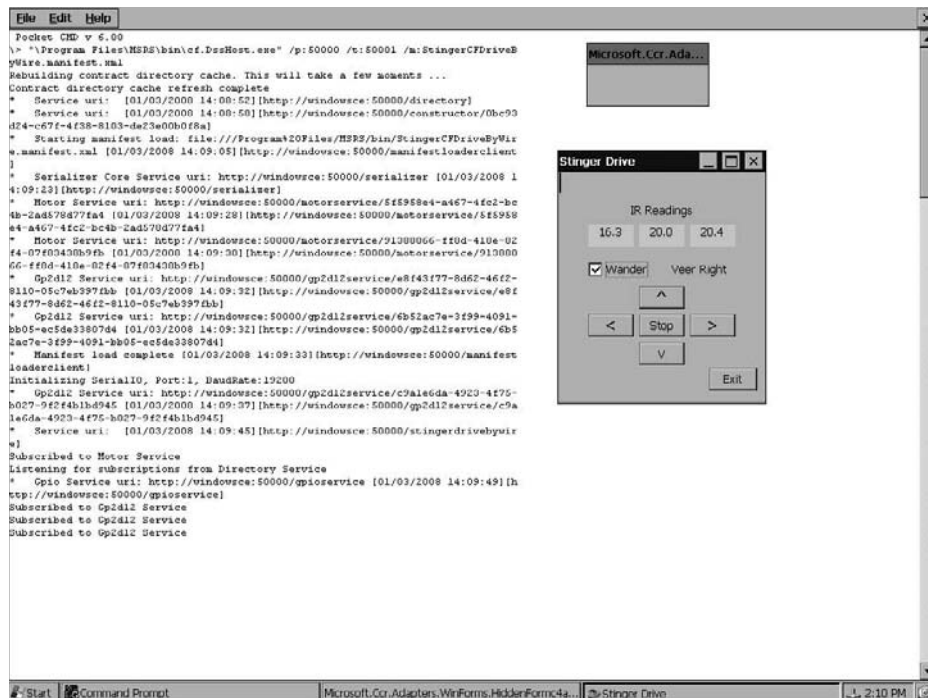 File Edit Help
Pocket CMD v 6.00
\> "\Program Files\MSRS\bin\cf.DssHost.exe" /p:50000 /t:50001 /m:StingerCFDriveB
yWire.manifest.xml
Rebuilding contract directory cache. This will take a few moments ...
Contract directory cache refresh complete
* Service uri: [01/03/2008 14:08:52][http://windowsce:50000/directory]
* Service uri: [01/03/2008 14:08:58][http://windowsce:50000/constructor/0bc93
d24-c67f-4f38-8103-de23e00b0f8a]
* Starting manifest load: file:///Program%20Files/MSRS/bin/StingerCFDriveByWir
e.manifest.xml [01/03/2008 14:09:05][http://windowsce:50000/manifestloaderclient
]
* Serializer Core Service uri: http://windowsce:50000/serializer [01/03/2008 1
4:09:23][http://windowsce:50000/serializer]
* Motor Service uri: http://windowsce:50000/motorservice/5f5958e4-a467-4fc2-bc
4b-2ad578d77fa4 [01/03/2008 14:09:28][http://windowsce:50000/motorservice/5f5958
e4-a467-4fc2-bc4b-2ad578d77fa4]
* Motor Service uri: http://windowsce:50000/motorservice/91388066-ff8d-418e-82
f4-87f83438b9fb [01/03/2008 14:09:30][http://windowsce:50000/motorservice/913880
66-ff8d-418e-82f4-87f83438b9fb]
* Gp2d12 Service uri: http://windowsce:50000/gp2d12service/e8f43f77-8d62-46f2-
8110-05c7eb397fbb [01/03/2008 14:09:32][http://windowsce:50000/gp2d12service/e8f
43f77-8d62-46f2-8110-05c7eb397fbb]
* Gp2d12 Service uri: http://windowsce:50000/gp2d12service/6b52ac7e-3f99-4091-
bb05-ec5de33807d4 [01/03/2008 14:09:32][http://windowsce:50000/gp2d12service/6b5
2ac7e-3f99-4091-bb05-ec5de33807d4]
* Manifest load complete [01/03/2008 14:09:33][http://windowsce:50000/manifest
loaderclient]
Initializing SerialIO, Port:1, BaudRate:19200
* Gp2d12 Service uri: http://windowsce:50000/gp2d12service/c9a1e6da-4923-4f75-
b027-9f2f4b1bd945 [01/03/2008 14:09:37][http://windowsce:50000/gp2d12service/c9a
1e6da-4923-4f75-b027-9f2f4b1bd945]
* Service uri: [01/03/2008 14:09:45][http://windowsce:50000/stingerdrivebywir
e]
Subscribed to Motor Service
Listening for subscriptions from Directory Service
* Gpio Service uri: http://windowsce:50000/gpioservice [01/03/2008 14:09:49][h
ttp://windowsce:50000/gpioservice]
Subscribed to Gp2d12 Service
Subscribed to Gp2d12 Service
Subscribed to Gp2d12 Service
Microsoft.Ccr.Ada...
Stinger Drive
IR Readings
16.3 20.0 20.4
Wander Veer Right
^
< Stop >
v
Exit
Start Command Prompt Microsoft.Ccr.Adapters.WinForms.HiddenFormc4a... Stinger Drive 2:10 PM